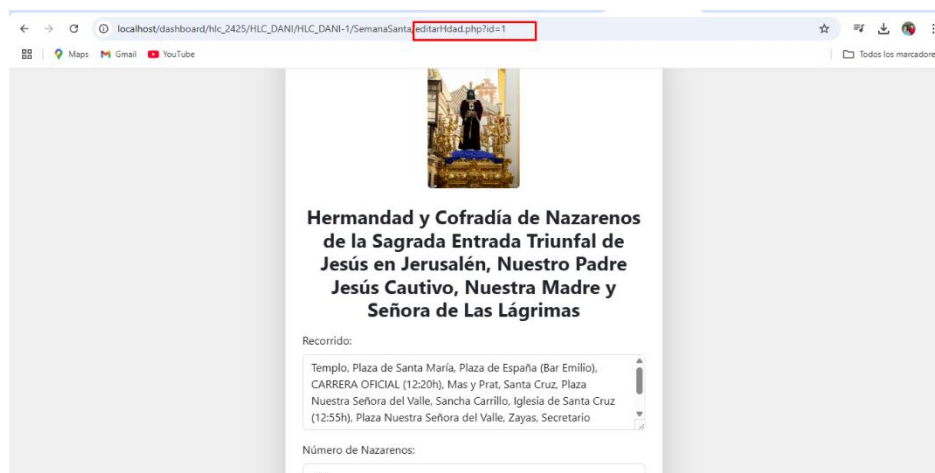 localhost/dashboard/hlc_2425/HLC_DANI/HLC_DANI-1/SemanaSanta/editarHdad.php?id=1
Maps Gmail YouTube Todos los marcadore
Hermandad y Cofradía de Nazarenos
de la Sagrada Entrada Triunfal de
Jesús en Jerusalén, Nuestro Padre
Jesús Cautivo, Nuestra Madre y
Señora de Las Lágrimas
Recorrido:
Templo, Plaza de Santa María, Plaza de España (Bar Emilio),
CARRERA OFICIAL (12:20h), Mas y Prat, Santa Cruz, Plaza
Nuestra Señora del Valle, Sancha Carrillo, Iglesia de Santa Cruz
(12:55h), Plaza Nuestra Señora del Valle, Zayas, Secretario
Número de Nazarenos: